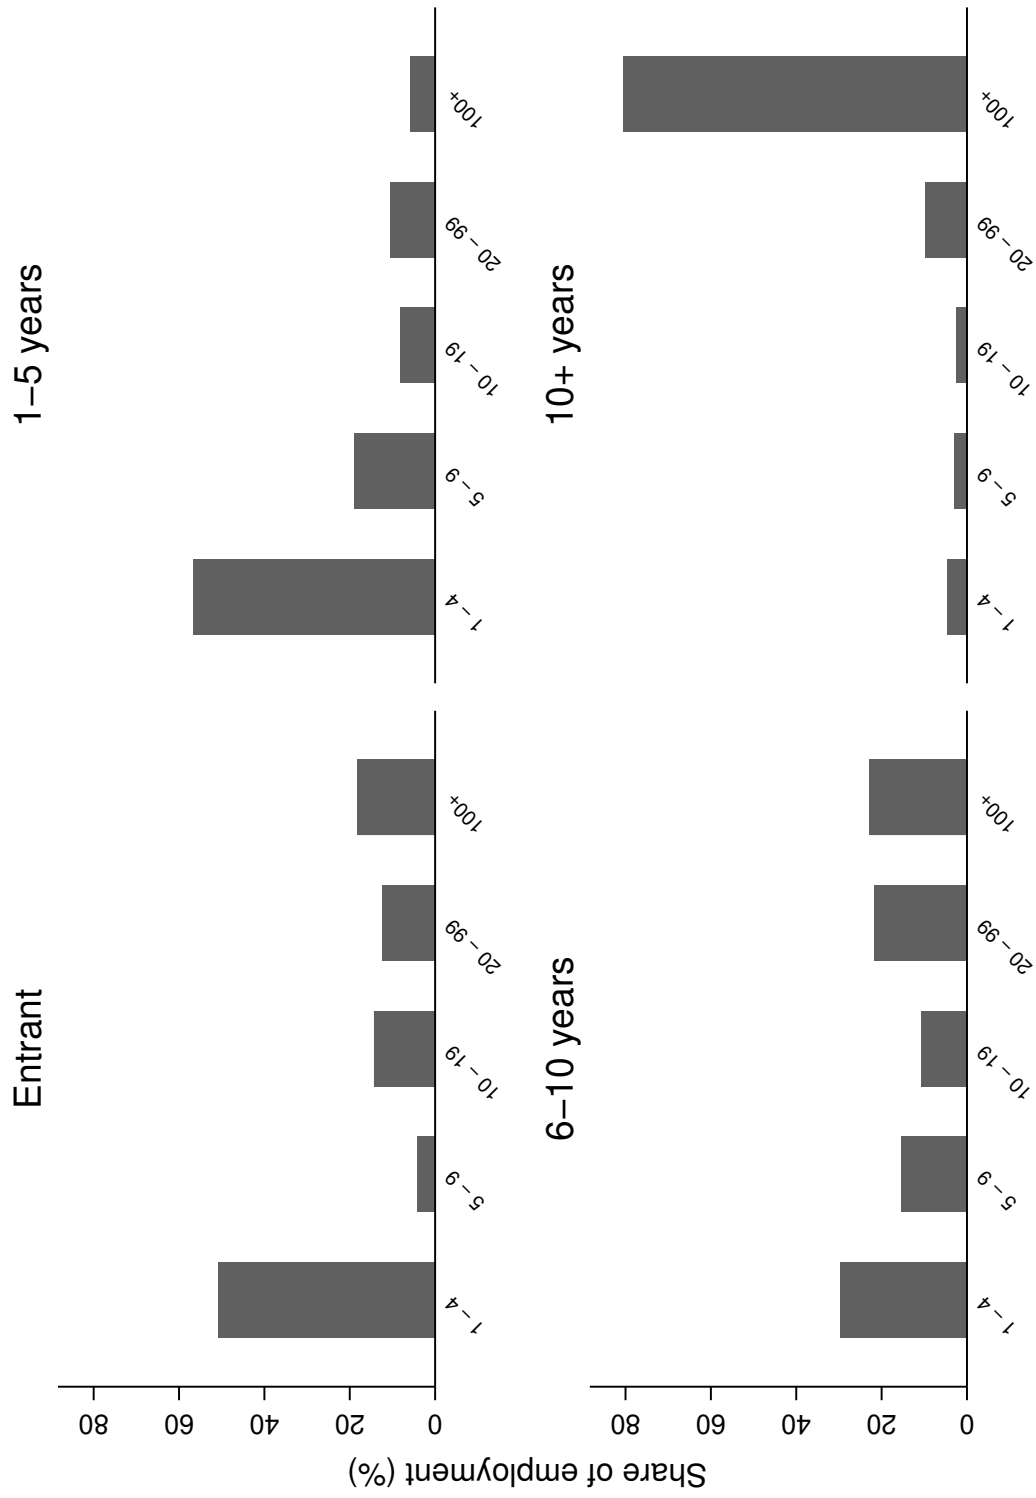 Entrant
1–5 years
80
60
40
20
0
1 – 4
5 – 9
10 – 19
20 – 99
100+
1 – 4
5 – 9
10 – 19
20 – 99
100+
6–10 years
10+ years
80
60
40
20
0
1 – 4
5 – 9
10 – 19
20 – 99
100+
1 – 4
5 – 9
10 – 19
20 – 99
100+
Share of employment (%)